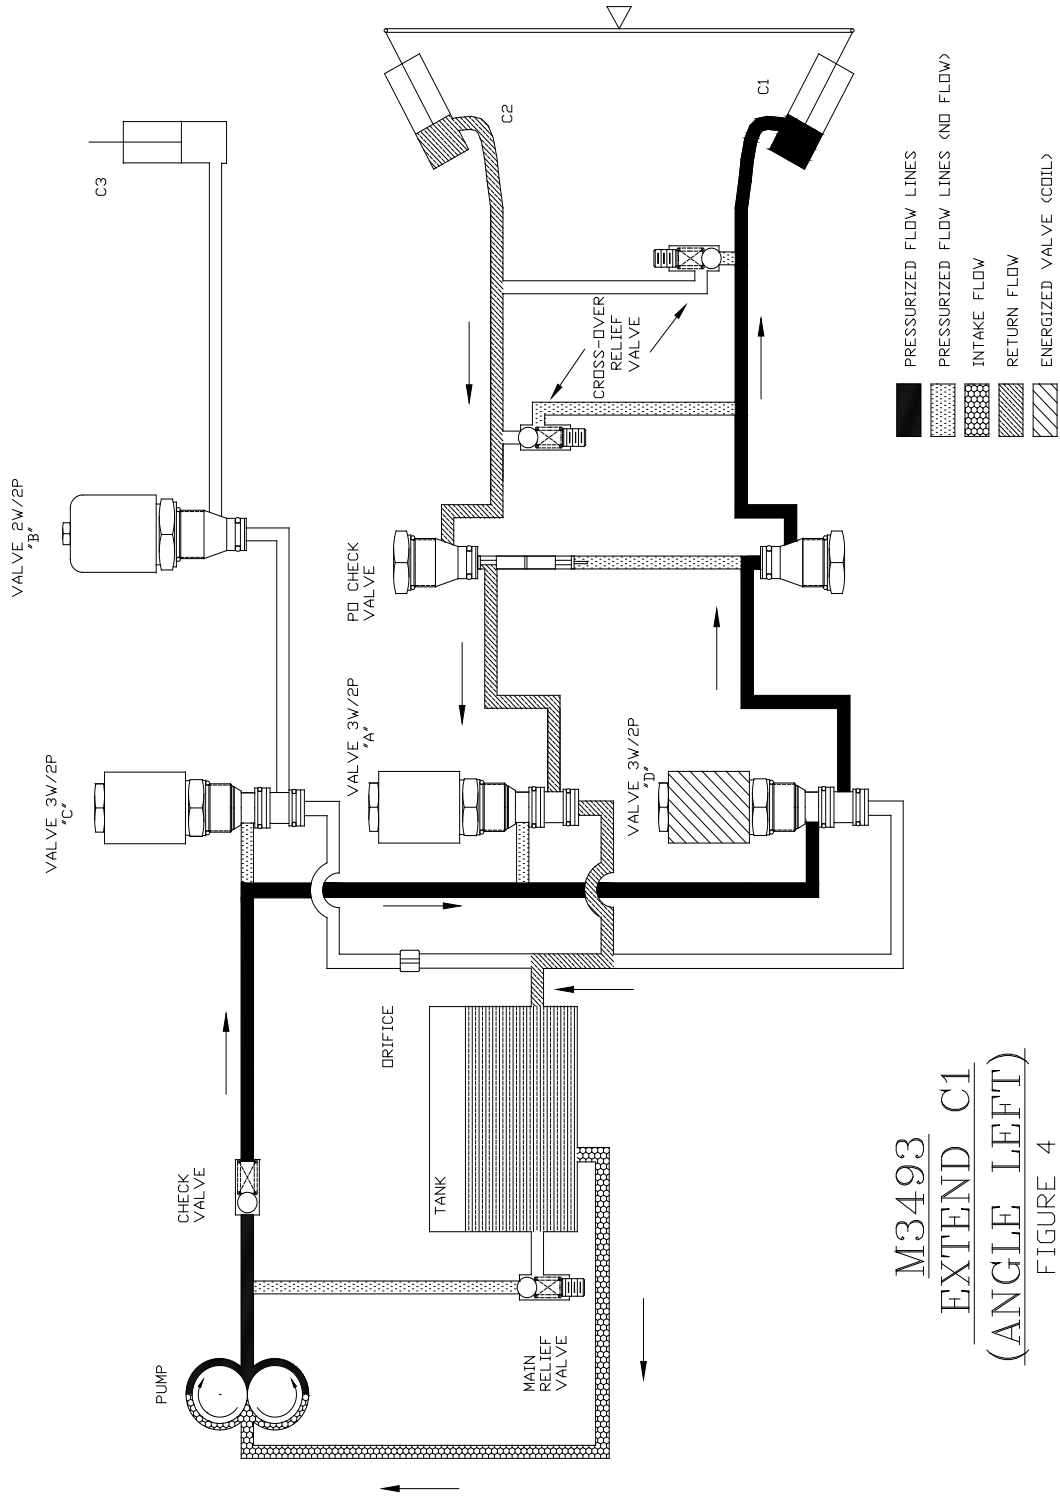 VALVE 2W/2P
"B"
C3
C2
C1
CROSS-OVER
RELIEF
VALVE
PO CHECK
VALVE
VALVE 3W/2P
"C"
VALVE 3W/2P
"A"
VALVE 3W/2P
"D"
ORIFICE
CHECK
VALVE
TANK
PUMP
MAIN
RELIEF
VALVE
PRESSURIZED FLOW LINES
PRESSURIZED FLOW LINES (NO FLOW)
INTAKE FLOW
RETURN FLOW
ENERGIZED VALVE (COIL)
M3493
EXTEND C1
(ANGLE LEFT)
FIGURE 4